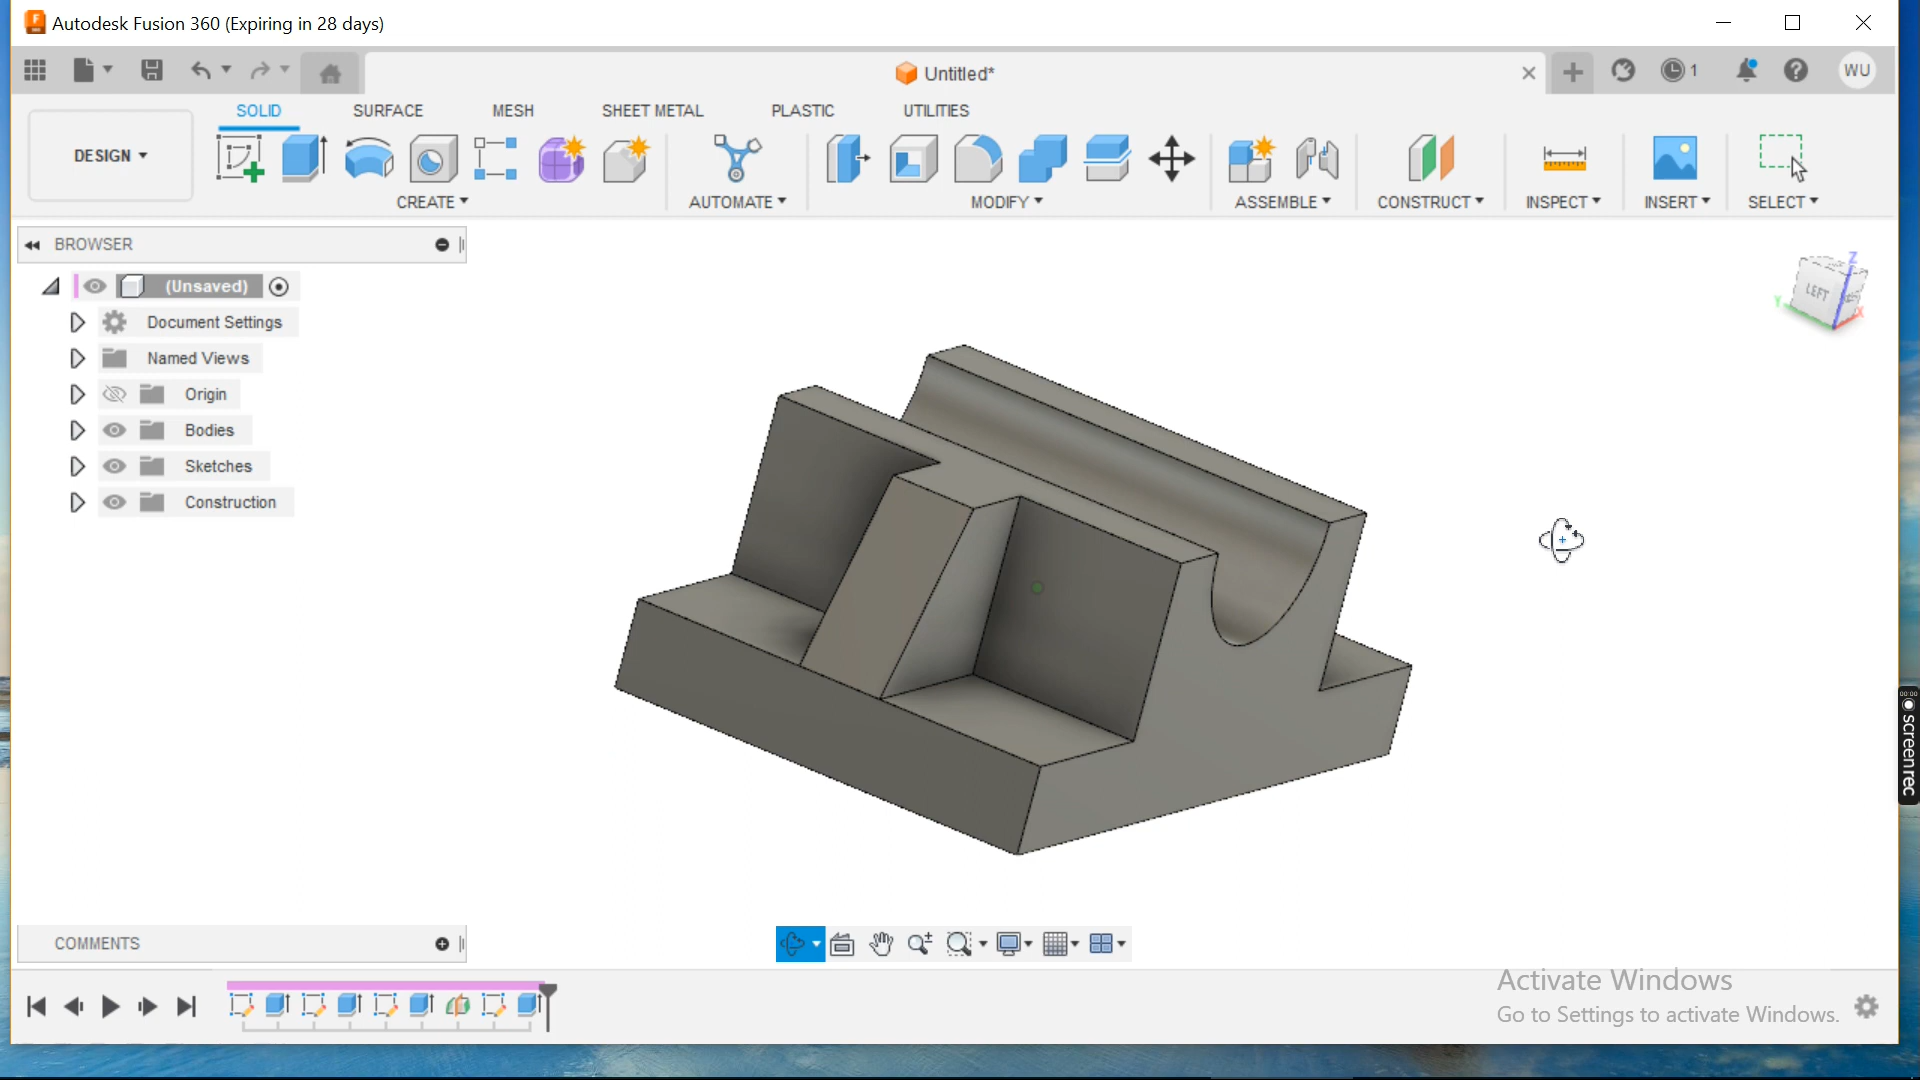 Autodesk Fusion 360 (Expiring in 28 days)
Untitled*
1
WU
SOLID SURFACE MESH SHEET METAL PLASTIC UTILITIES
DESIGN
CREATE AUTOMATE MODIFY ASSEMBLE CONSTRUCT INSPECT INSERT SELECT
BROWSER
(Unsaved)
Document Settings
Named Views
Origin
Bodies
Sketches
Construction
Z
LEFT
Y
X
00:00
screenrec
COMMENTS
Activate Windows
Go to Settings to activate Windows.